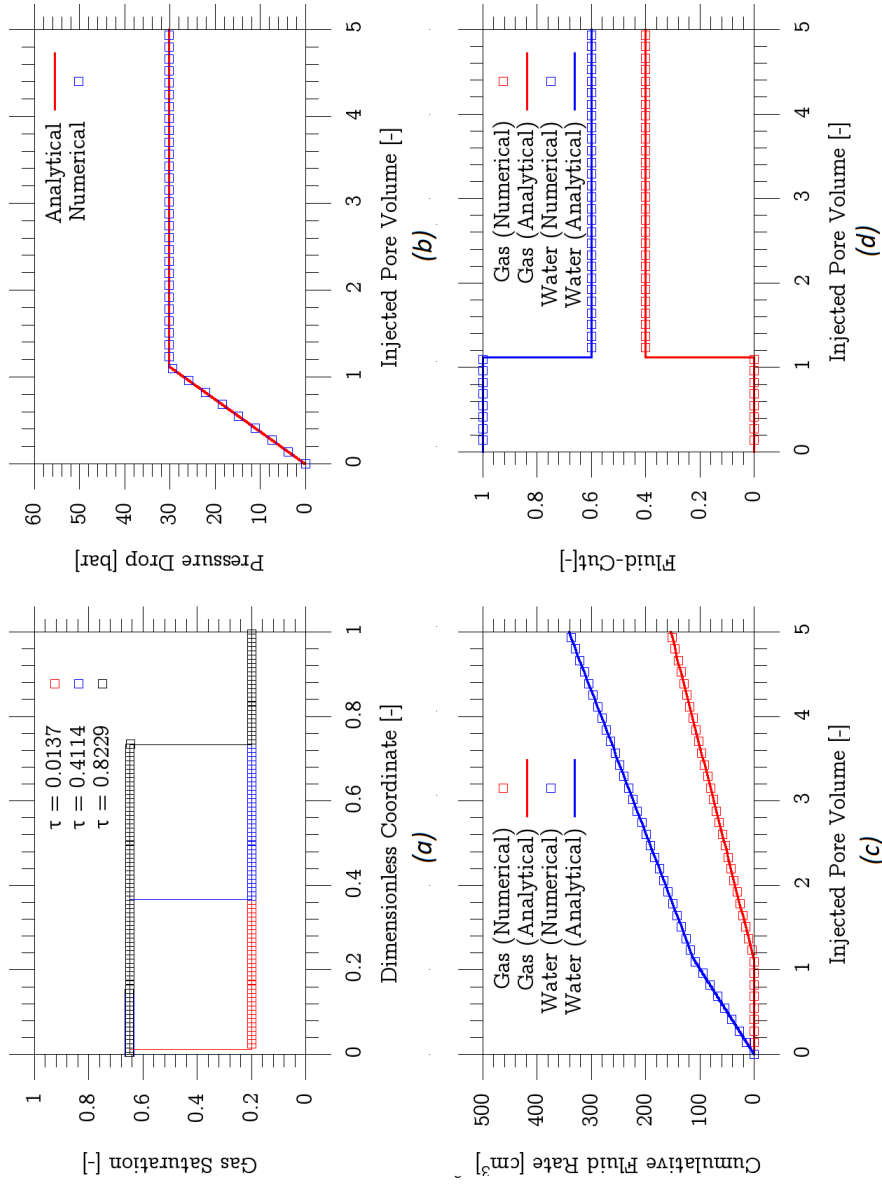 Gas Saturation [-]
1
0.8
0.6
0.4
0.2
0
τ = 0.0137
τ = 0.4114
τ = 0.8229
0
0.2
0.4
0.6
0.8
1
Dimensionless Coordinate [-]
(a)
Pressure Drop [bar]
60
50
40
30
20
10
0
Analytical
Numerical
0
1
2
3
4
5
Injected Pore Volume [-]
(b)
Cumulative Fluid Rate [cm³]
500
400
300
200
100
0
Gas (Numerical)
Gas (Analytical)
Water (Numerical)
Water (Analytical)
0
1
2
3
4
5
Injected Pore Volume [-]
(c)
Fluid-Cut[-]
1
0.8
0.6
0.4
0.2
0
Gas (Numerical)
Gas (Analytical)
Water (Numerical)
Water (Analytical)
0
1
2
3
4
5
Injected Pore Volume [-]
(d)